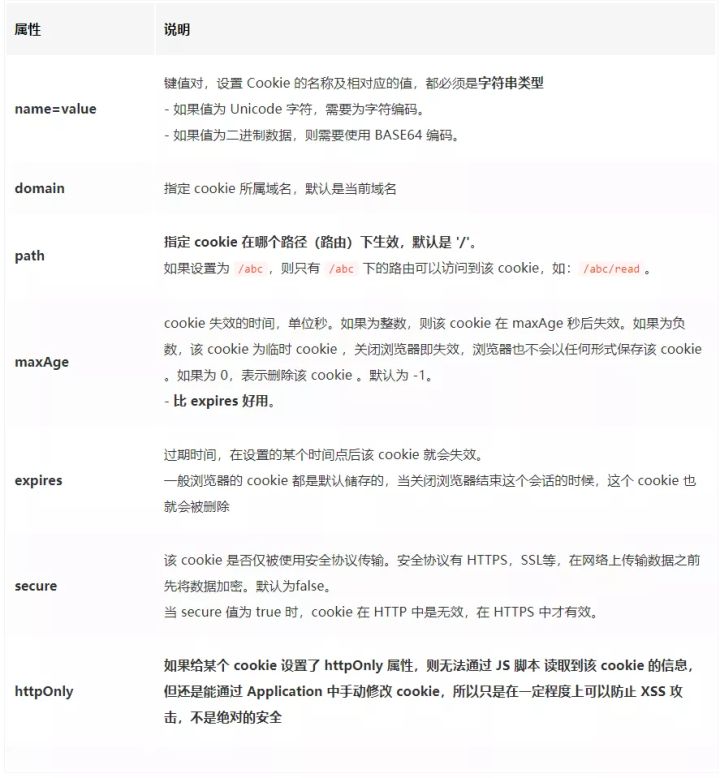 属性 说明
name=value
键值对，设置 Cookie 的名称及相对应的值，都必须是字符串类型
- 如果值为 Unicode 字符，需要为字符编码。
- 如果值为二进制数据，则需要使用 BASE64 编码。
domain
指定 cookie 所属域名，默认是当前域名
path
指定 cookie 在哪个路径（路由）下生效，默认是 '/'。
如果设置为 /abc ，则只有 /abc 下的路由可以访问到该 cookie，如：/abc/read 。
maxAge
cookie 失效的时间，单位秒。如果为整数，则该 cookie 在 maxAge 秒后失效。如果为负
数，该 cookie 为临时 cookie ，关闭浏览器即失效，浏览器也不会以任何形式保存该 cookie
。如果为 0，表示删除该 cookie 。默认为 -1。
- 比 expires 好用。
expires
过期时间，在设置的某个时间点后该 cookie 就会失效。
一般浏览器的 cookie 都是默认储存的，当关闭浏览器结束这个会话的时候，这个 cookie 也
就会被删除
secure
该 cookie 是否仅被使用安全协议传输。安全协议有 HTTPS，SSL等，在网络上传输数据之前
先将数据加密。默认为false。
当 secure 值为 true 时，cookie 在 HTTP 中是无效，在 HTTPS 中才有效。
httpOnly
如果给某个 cookie 设置了 httpOnly 属性，则无法通过 JS 脚本 读取到该 cookie 的信息，
但还是能通过 Application 中手动修改 cookie，所以只是在一定程度上可以防止 XSS 攻
击，不是绝对的安全